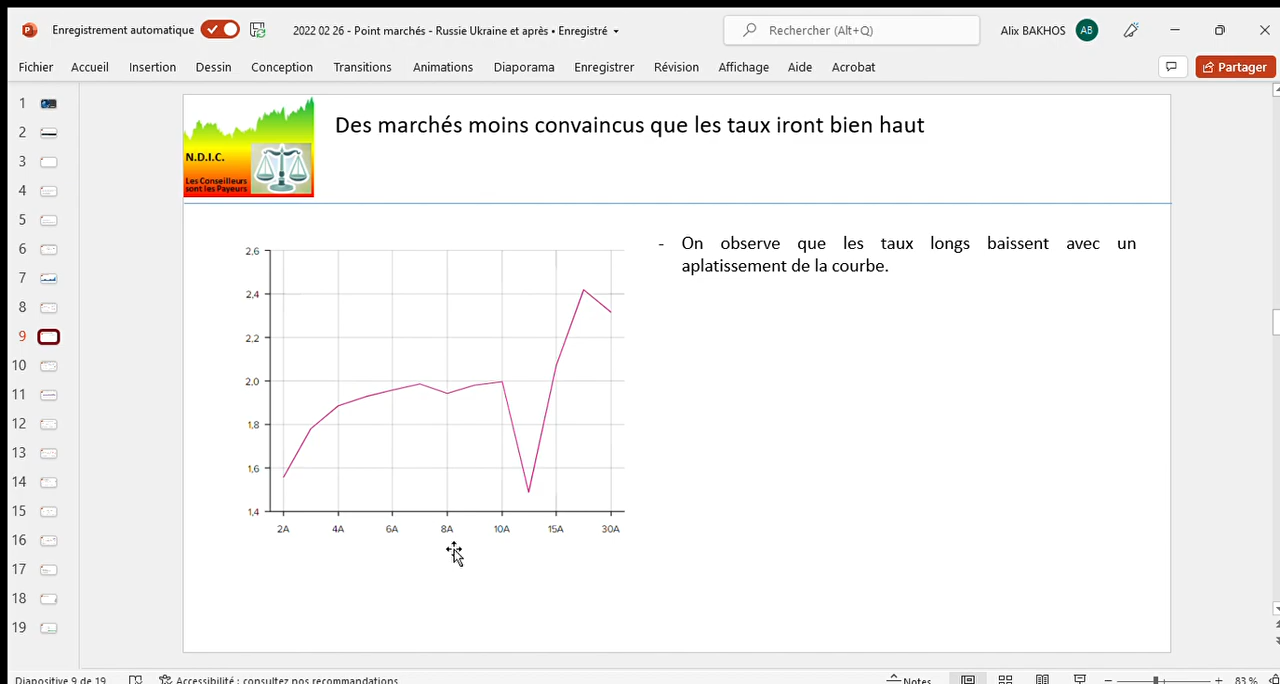 Enregistrement automatique
2022 02 26 - Point marchés - Russie Ukraine et après • Enregistré
Rechercher (Alt+Q)
Alix BAKHOS
AB
Fichier Accueil Insertion Dessin Conception Transitions Animations Diaporama Enregistrer Révision Affichage Aide Acrobat
Partager
1
2
3
4
5
6
7
8
9
10
11
12
13
14
15
16
17
18
19
N.D.I.C.
Les Conseilleurs
sont les Payeurs
Des marchés moins convaincus que les taux iront bien haut
- On observe que les taux longs baissent avec un
aplatissement de la courbe.
2,6
2,4
2,2
2,0
1,8
1,6
1,4
2A 4A 6A 8A 10A 15A 30A
Diapositive 9 de 19
Accessibilité : consultez nos recommandations
Notes
83 %